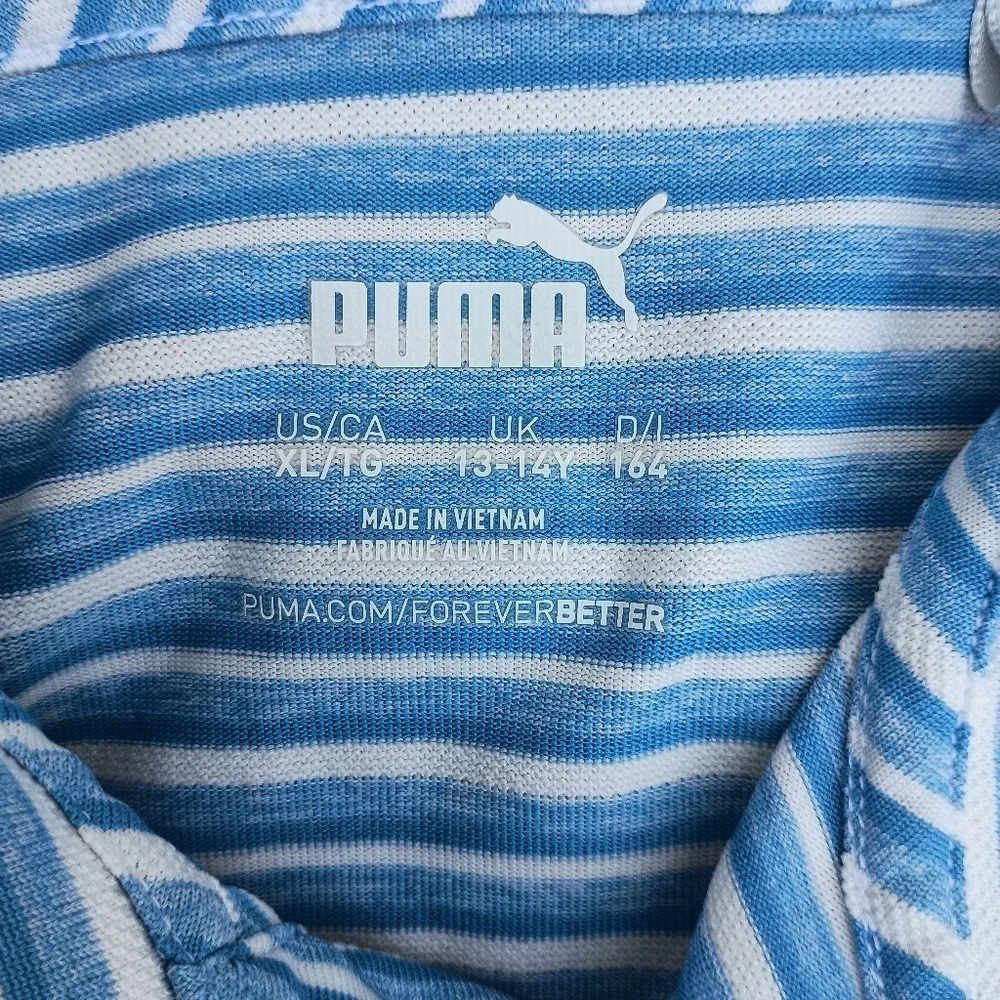 PUMA
US/CA UK D/I
XL/TG 13-14Y 164
MADE IN VIETNAM
FABRIQUÉ AU VIETNAM
PUMA.COM/FOREVERBETTER